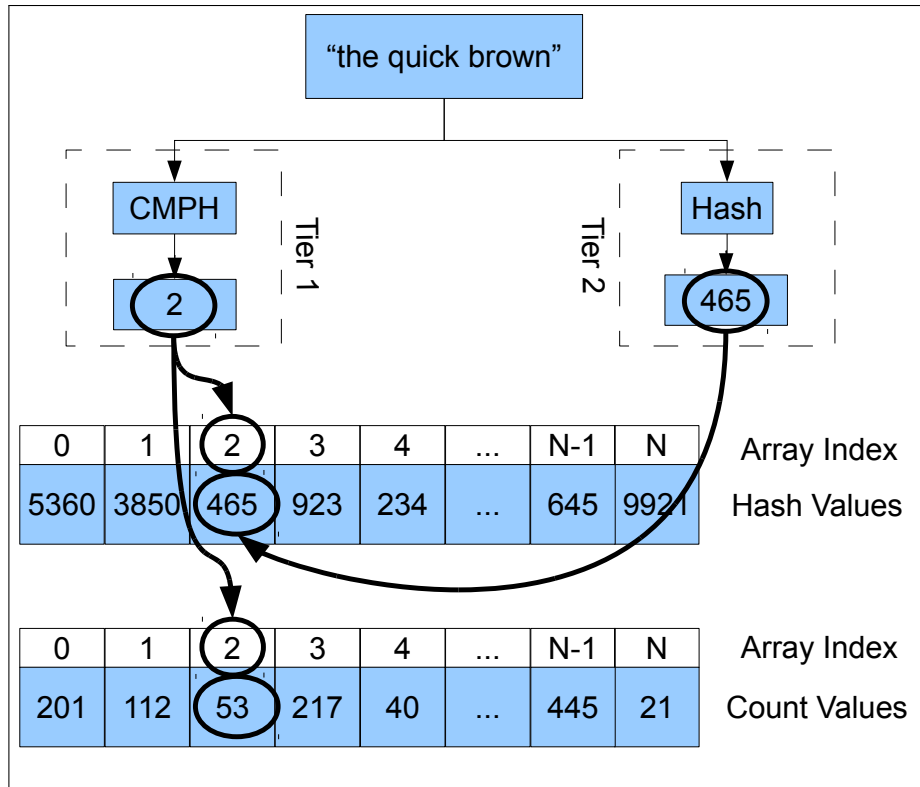 “the quick brown”
CMPH
Hash
Tier 1
Tier 2
2
465
0 1 2 3 4 ... N-1 N Array Index
5360 3850 465 923 234 ... 645 9921 Hash Values
0 1 2 3 4 ... N-1 N Array Index
201 112 53 217 40 ... 445 21 Count Values